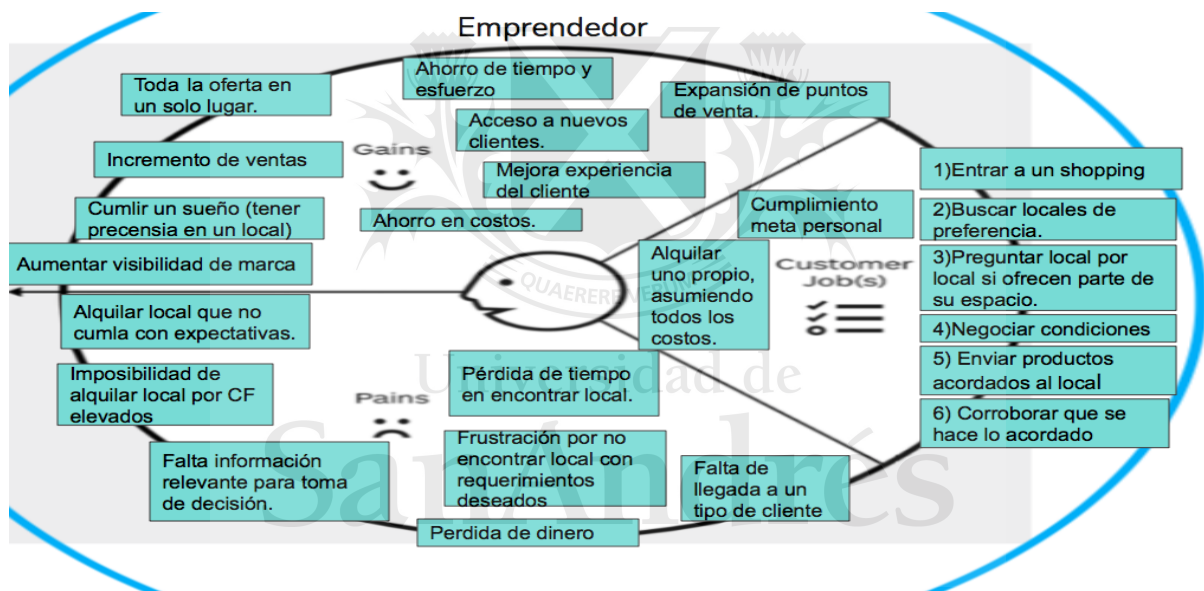 Emprendedor
Toda la oferta en
un solo lugar.
Ahorro de tiempo y
esfuerzo
Expansión de puntos
de venta.
Acceso a nuevos
clientes.
Gains
Incremento de ventas
Mejora experiencia
del cliente
Cumlir un sueño (tener
precensia en un local)
Ahorro en costos.
Aumentar visibilidad de marca
Cumplimiento
meta personal
Alquilar
uno propio,
asumiendo
todos los
costos.
Customer
Job(s)
1)Entrar a un shopping
2)Buscar locales de
preferencia.
3)Preguntar local por
local si ofrecen parte de
su espacio.
4)Negociar condiciones
5) Enviar productos
acordados al local
6) Corroborar que se
hace lo acordado
Alquilar local que no
cumla con expectativas.
Imposibilidad de
alquilar local por CF
elevados
Pains
Pérdida de tiempo
en encontrar local.
Falta información
relevante para toma
de decisión.
Frustración por no
encontrar local con
requerimientos
deseados
Falta de
llegada a un
tipo de cliente
Perdida de dinero
QUAERERE VERUM
Universidad de
SanAndrés